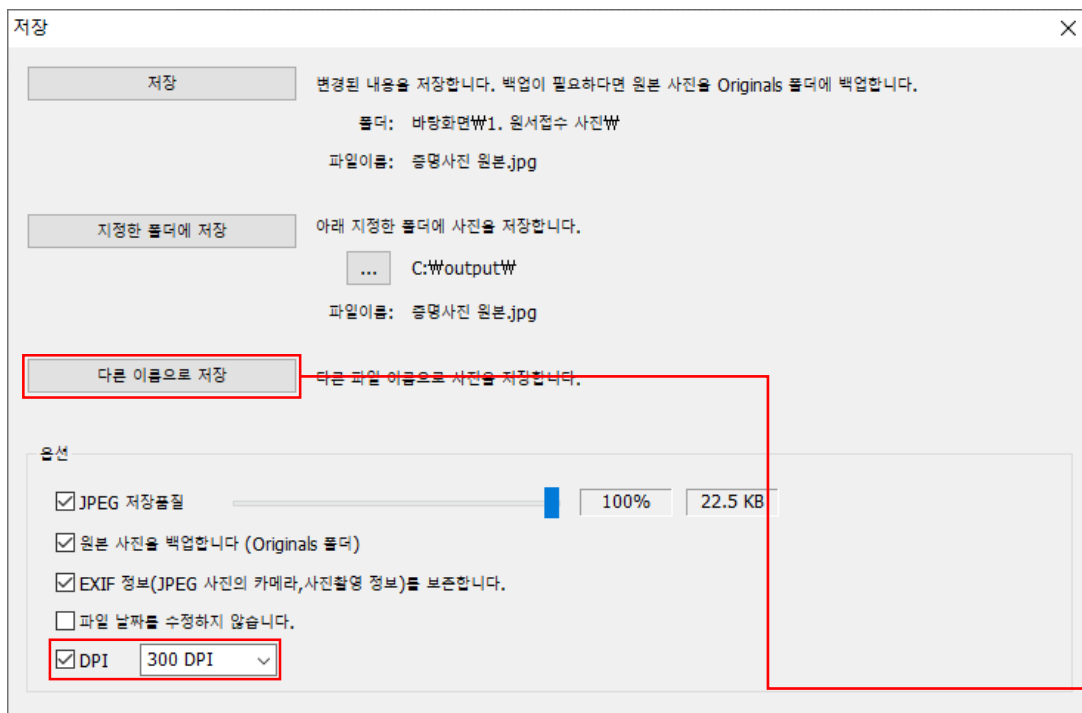 저장
저장 변경된 내용을 저장합니다. 백업이 필요하다면 원본 사진을 Originals 폴더에 백업합니다.
폴더: 바탕화면₩1. 원서접수 사진₩
파일이름: 증명사진 원본.jpg
지정한 폴더에 저장 아래 지정한 폴더에 사진을 저장합니다.
... C:₩output₩
파일이름: 증명사진 원본.jpg
다른 이름으로 저장 다른 파일 이름으로 사진을 저장합니다.
옵션
JPEG 저장품질 100% 22.5 KB
원본 사진을 백업합니다 (Originals 폴더)
EXIF 정보(JPEG 사진의 카메라,사진촬영 정보)를 보존합니다.
파일 날짜를 수정하지 않습니다.
DPI 300 DPI